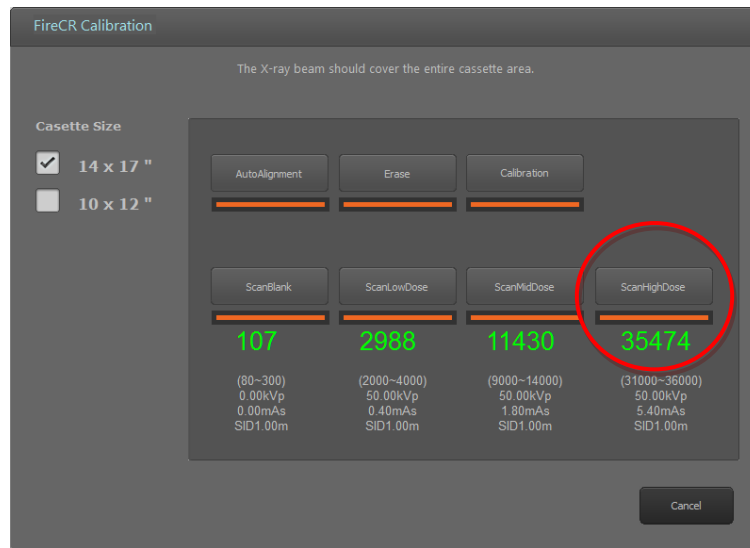 FireCR Calibration
The X-ray beam should cover the entire cassette area.
Casette Size
14 x 17 "
10 x 12 "
AutoAlignment Erase Calibration
ScanBlank ScanLowDose ScanMidDose ScanHighDose
107 2988 11430 35474
(80~300) (2000~4000) (9000~14000) (31000~36000)
0.00kVp 50.00kVp 50.00kVp 50.00kVp
0.00mAs 0.40mAs 1.80mAs 5.40mAs
SID1.00m SID1.00m SID1.00m SID1.00m
Cancel